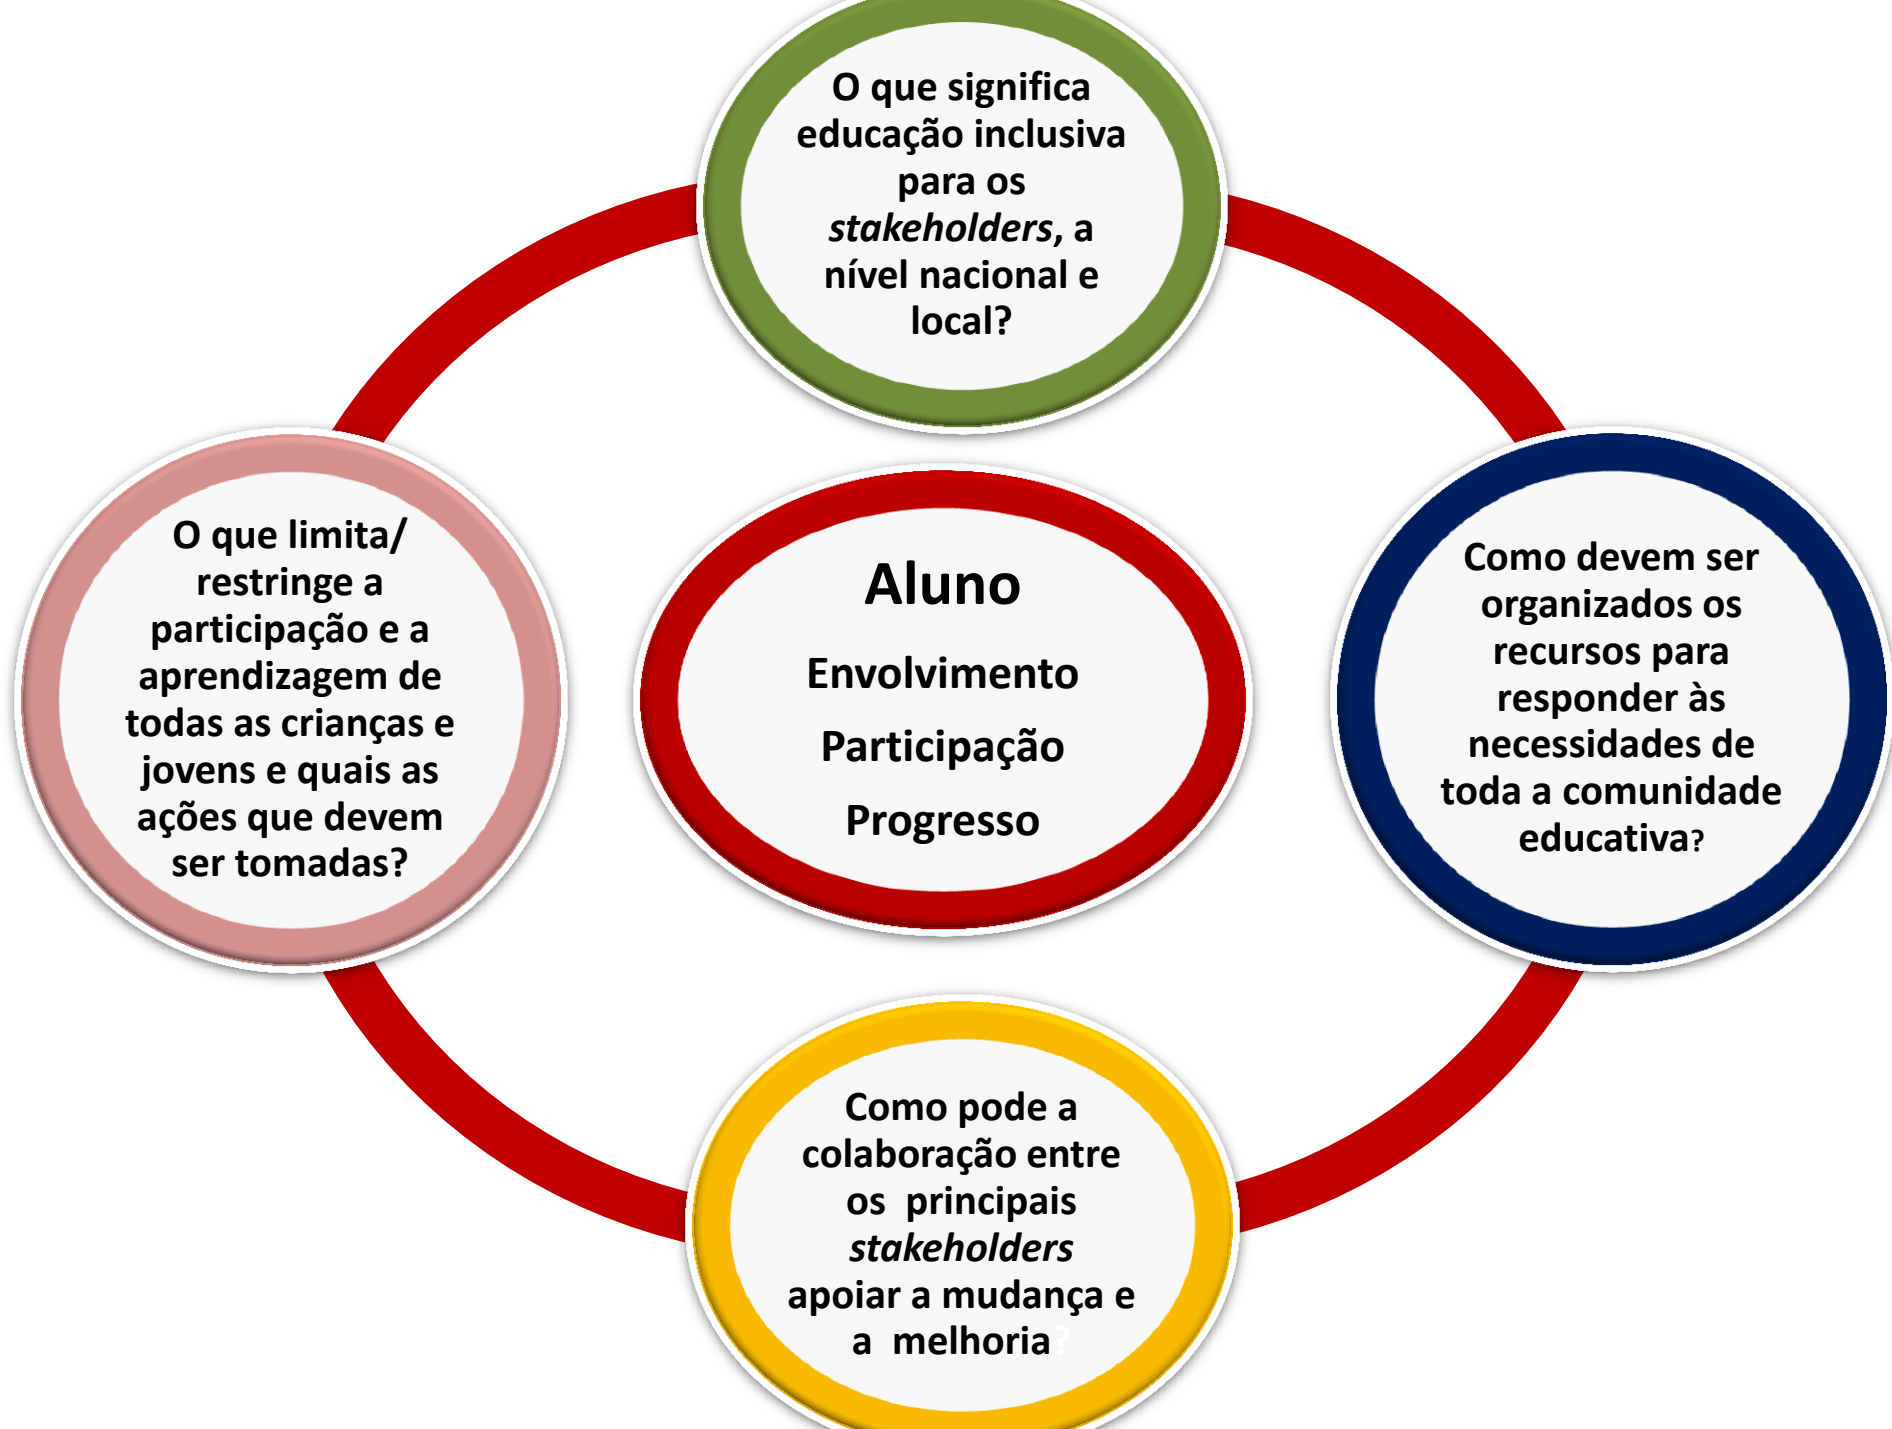 O que significa
educação inclusiva
para os
stakeholders, a
nível nacional e
local?
O que limita/
restringe a
participação e a
aprendizagem de
todas as crianças e
jovens e quais as
ações que devem
ser tomadas?
Aluno
Envolvimento
Participação
Progresso
Como devem ser
organizados os
recursos para
responder às
necessidades de
toda a comunidade
educativa?
Como pode a
colaboração entre
os principais
stakeholders
apoiar a mudança e
a melhoria?